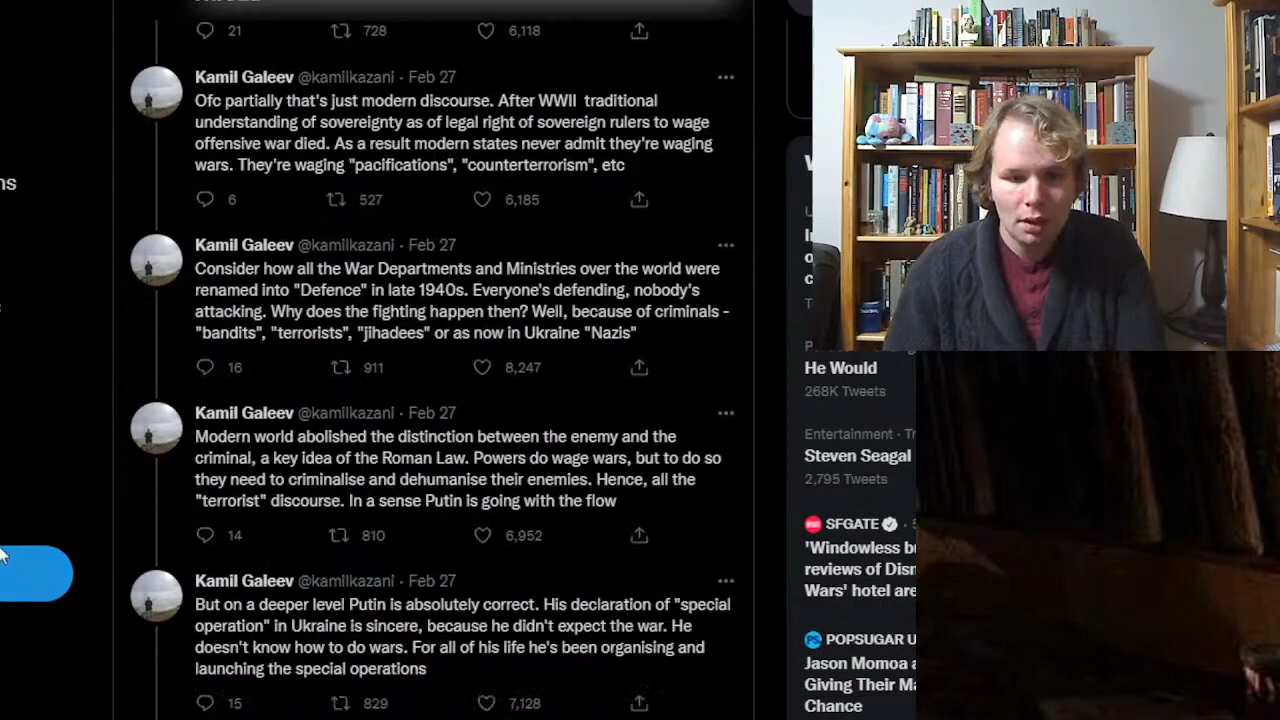 21 728 6,118
Kamil Galeev @kamilkazani · Feb 27
Ofc partially that's just modern discourse. After WWII traditional
understanding of sovereignty as of legal right of sovereign rulers to wage
offensive war died. As a result modern states never admit they're waging
wars. They're waging "pacifications", "counterterrorism", etc
6 527 6,185
Kamil Galeev @kamilkazani · Feb 27
Consider how all the War Departments and Ministries over the world were
renamed into "Defence" in late 1940s. Everyone's defending, nobody's
attacking. Why does the fighting happen then? Well, because of criminals -
"bandits", "terrorists", "jihadees" or as now in Ukraine "Nazis"
16 911 8,247
Kamil Galeev @kamilkazani · Feb 27
Modern world abolished the distinction between the enemy and the
criminal, a key idea of the Roman Law. Powers do wage wars, but to do so
they need to criminalise and dehumanise their enemies. Hence, all the
"terrorist" discourse. In a sense Putin is going with the flow
14 810 6,952
Kamil Galeev @kamilkazani · Feb 27
But on a deeper level Putin is absolutely correct. His declaration of "special
operation" in Ukraine is sincere, because he didn't expect the war. He
doesn't know how to do wars. For all of his life he's been organising and
launching the special operations
15 829 7,128
He Would
268K Tweets
Entertainment · Tr
Steven Seagal
2,795 Tweets
SFGATE
'Windowless bu
reviews of Disn
Wars' hotel are
POPSUGAR U
Jason Momoa a
Giving Their Ma
Chance